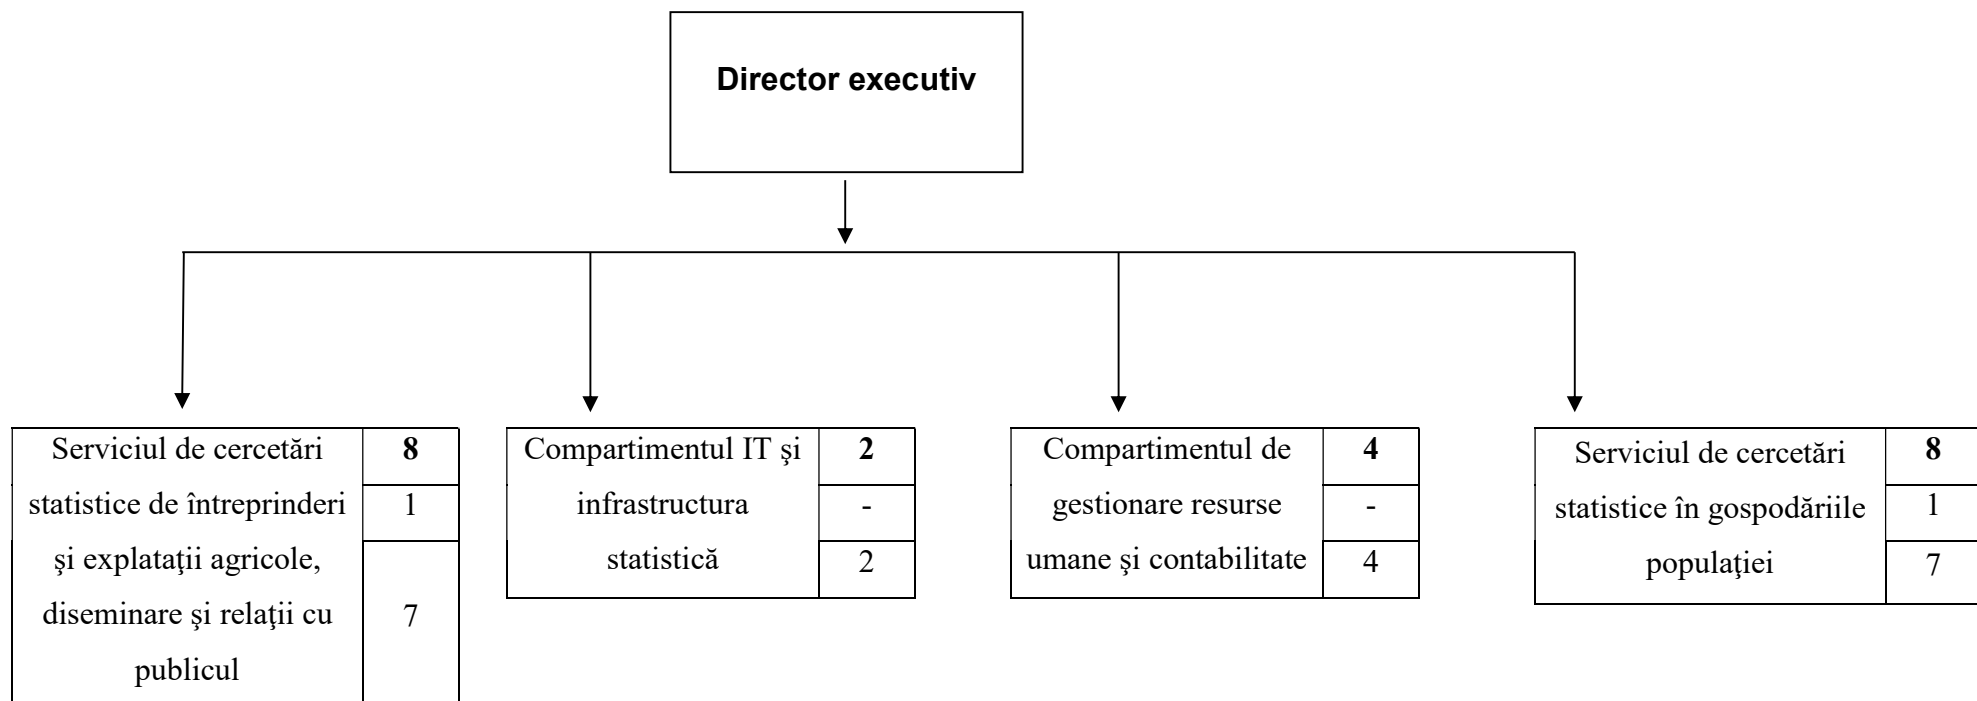 Director executiv
Serviciul de cercetări
statistice de întreprinderi
şi explataţii agricole,
diseminare şi relaţii cu
publicul
8
1
7
Compartimentul IT şi
infrastructura
statistică
2
-
2
Compartimentul de
gestionare resurse
umane şi contabilitate
4
-
4
Serviciul de cercetări
statistice în gospodăriile
populaţiei
8
1
7